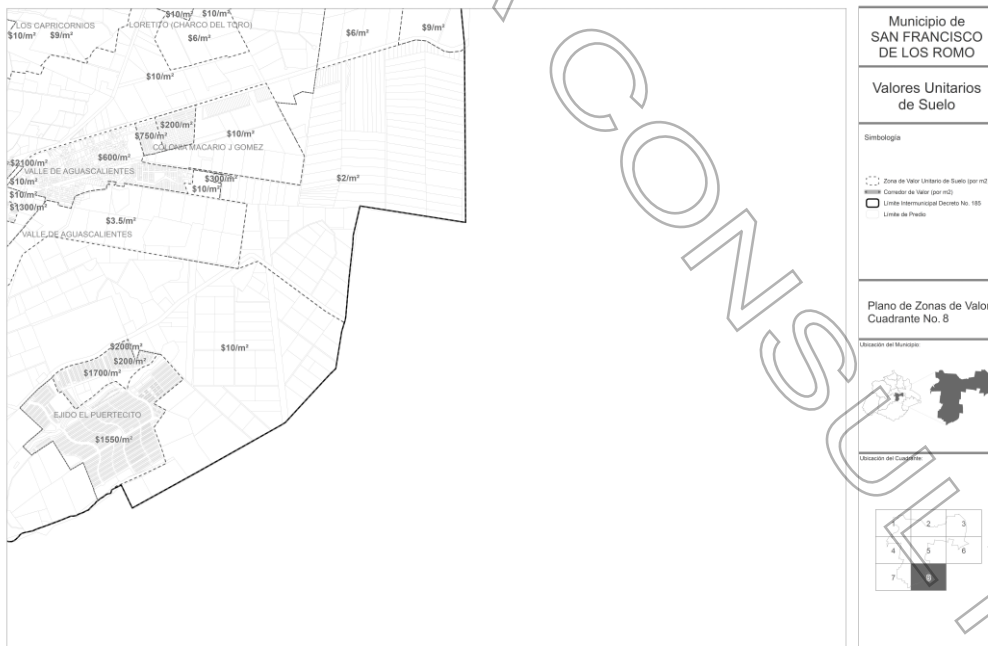 $10/m² $10/m²
LOS CAPRICORNIOS LORETITO (CHARCO DEL TORO)
$10/m² $9/m² $6/m² $6/m² $9/m²
$10/m²
$200/m²
$750/m² $10/m²
COLONIA MACARIO J GOMEZ
$600/m²
$2100/m²
VALLE DE AGUASCALIENTES
$10/m² $300/m² $2/m²
$10/m²
$10/m²
$1300/m²
$3.5/m²
VALLE DE AGUASCALIENTES
$200/m² $10/m²
$200/m²
$1700/m²
EJIDO EL PUERTECITO
$1550/m²
CONSULT
Municipio de
SAN FRANCISCO
DE LOS ROMO
Valores Unitarios
de Suelo
Simbología
Zona de Valor Unitario de Suelo (por m2)
Corredor de Valor (por m2)
Límite Intermunicipal Decreto No. 185
Límite de Predio
Plano de Zonas de Valor
Cuadrante No. 8
Ubicación del Municipio
Ubicación del Cuadrante
1 2 3
4 5 6
7 8